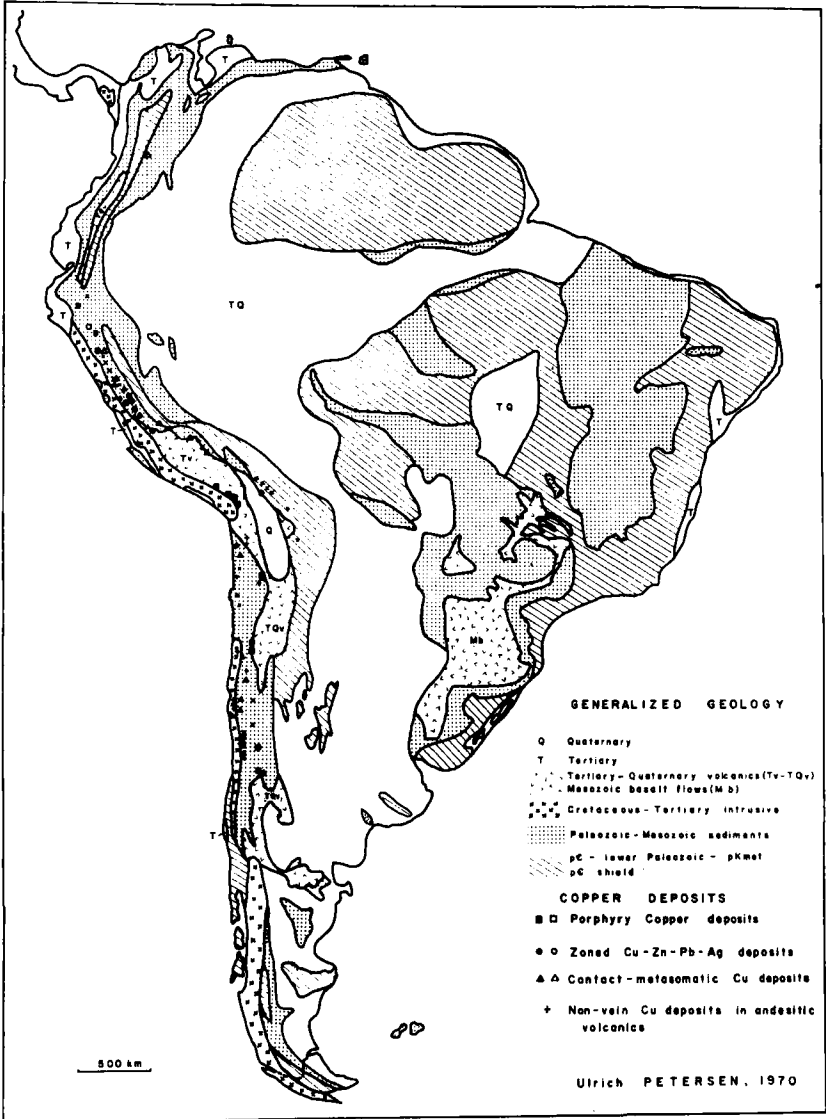 T
T
T
T
TQ
TQ
T
T
Tv
Q
T
TQv
Mb
TQv
T
GENERALIZED GEOLOGY
Q Quaternary
T Tertiary
Tertiary-Quaternary volcanics (Tv-TQv)
Mesozoic basalt flows (Mb)
Cretaceous-Tertiary intrusive
Paleozoic-Mesozoic sediments
p€ - lower Paleozoic - pKmet
p€ shield
COPPER DEPOSITS
Porphyry Copper deposits
Zoned Cu-Zn-Pb-Ag deposits
Contact-metasomatic Cu deposits
+ Non-vein Cu deposits in andesitic
volcanics
500 km
Ulrich PETERSEN, 1970